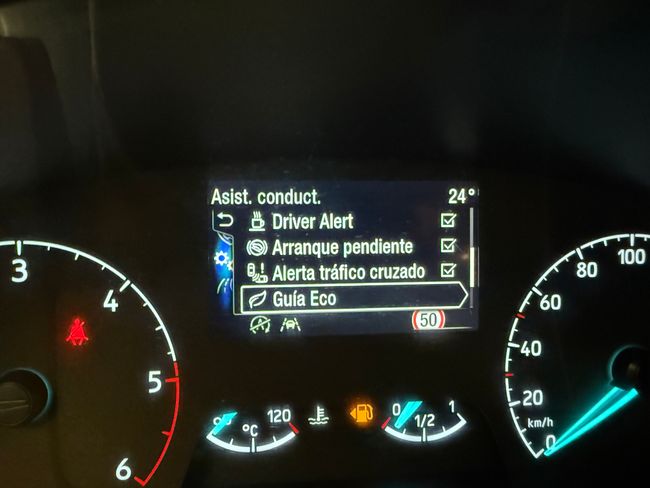 Asist. conduct. 24°
Driver Alert
Arranque pendiente
Alerta tráfico cruzado
Guía Eco
50
3
4
5
6
120
°C
0
1/2
1
0
20
40
60
80
100
km/h